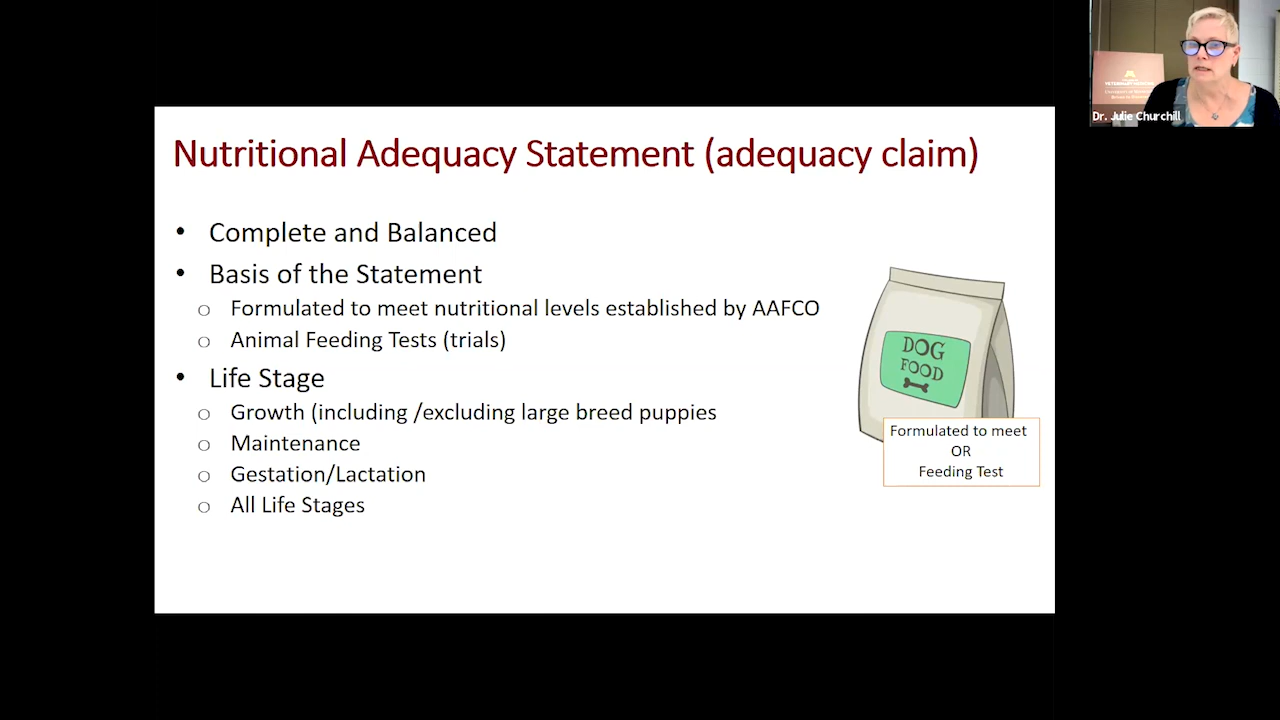 Nutritional Adequacy Statement (adequacy claim)
• Complete and Balanced
• Basis of the Statement
o Formulated to meet nutritional levels established by AAFCO
o Animal Feeding Tests (trials)
• Life Stage
o Growth (including /excluding large breed puppies
o Maintenance
o Gestation/Lactation
o All Life Stages
DOG
FOOD
Formulated to meet
OR
Feeding Test
Dr. Julie Churchill